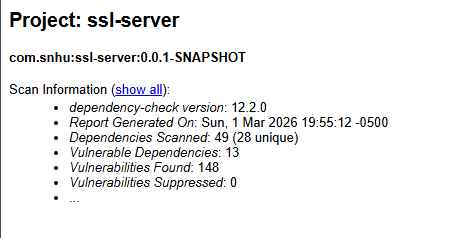 Project: ssl-server
com.snhu:ssl-server:0.0.1-SNAPSHOT
Scan Information (show all):
• dependency-check version: 12.2.0
• Report Generated On: Sun, 1 Mar 2026 19:55:12 -0500
• Dependencies Scanned: 49 (28 unique)
• Vulnerable Dependencies: 13
• Vulnerabilities Found: 148
• Vulnerabilities Suppressed: 0
• ...